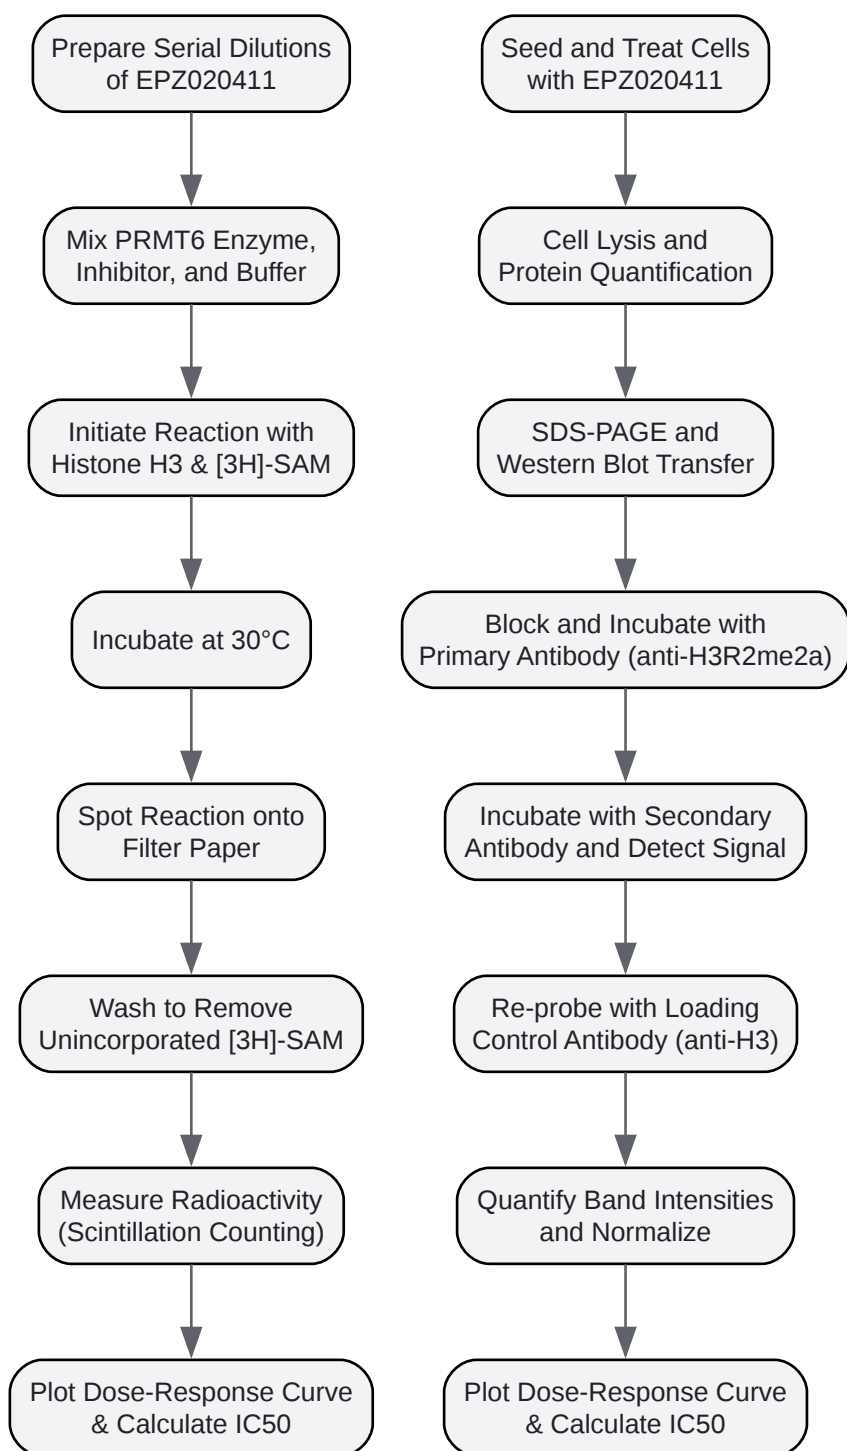 Prepare Serial Dilutions
of EPZ020411
Mix PRMT6 Enzyme,
Inhibitor, and Buffer
Initiate Reaction with
Histone H3 & [3H]-SAM
Incubate at 30°C
Spot Reaction onto
Filter Paper
Wash to Remove
Unincorporated [3H]-SAM
Measure Radioactivity
(Scintillation Counting)
Plot Dose-Response Curve
& Calculate IC50
Seed and Treat Cells
with EPZ020411
Cell Lysis and
Protein Quantification
SDS-PAGE and
Western Blot Transfer
Block and Incubate with
Primary Antibody (anti-H3R2me2a)
Incubate with Secondary
Antibody and Detect Signal
Re-probe with Loading
Control Antibody (anti-H3)
Quantify Band Intensities
and Normalize
Plot Dose-Response Curve
& Calculate IC50